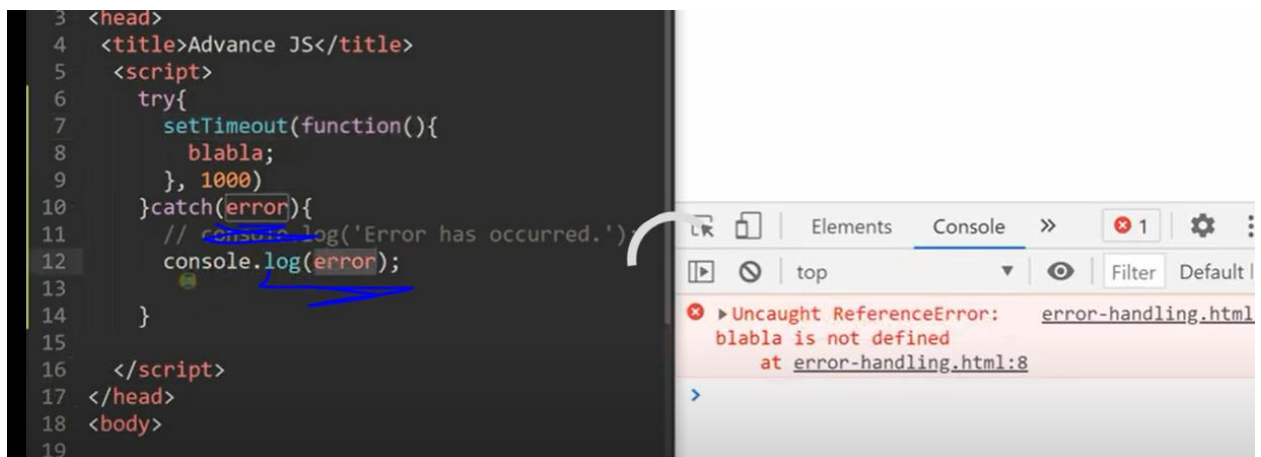 3 <head>
4 <title>Advance JS</title>
5 <script>
6 try{
7 setTimeout(function(){
8 blabla;
9 }, 1000)
10 }catch(error){
11 // console.log('Error has occurred.');
12 console.log(error);
13
14 }
15
16 </script>
17 </head>
18 <body>
19
Elements Console » 1
top Filter Default
Uncaught ReferenceError: error-handling.html
blabla is not defined
at error-handling.html:8
>